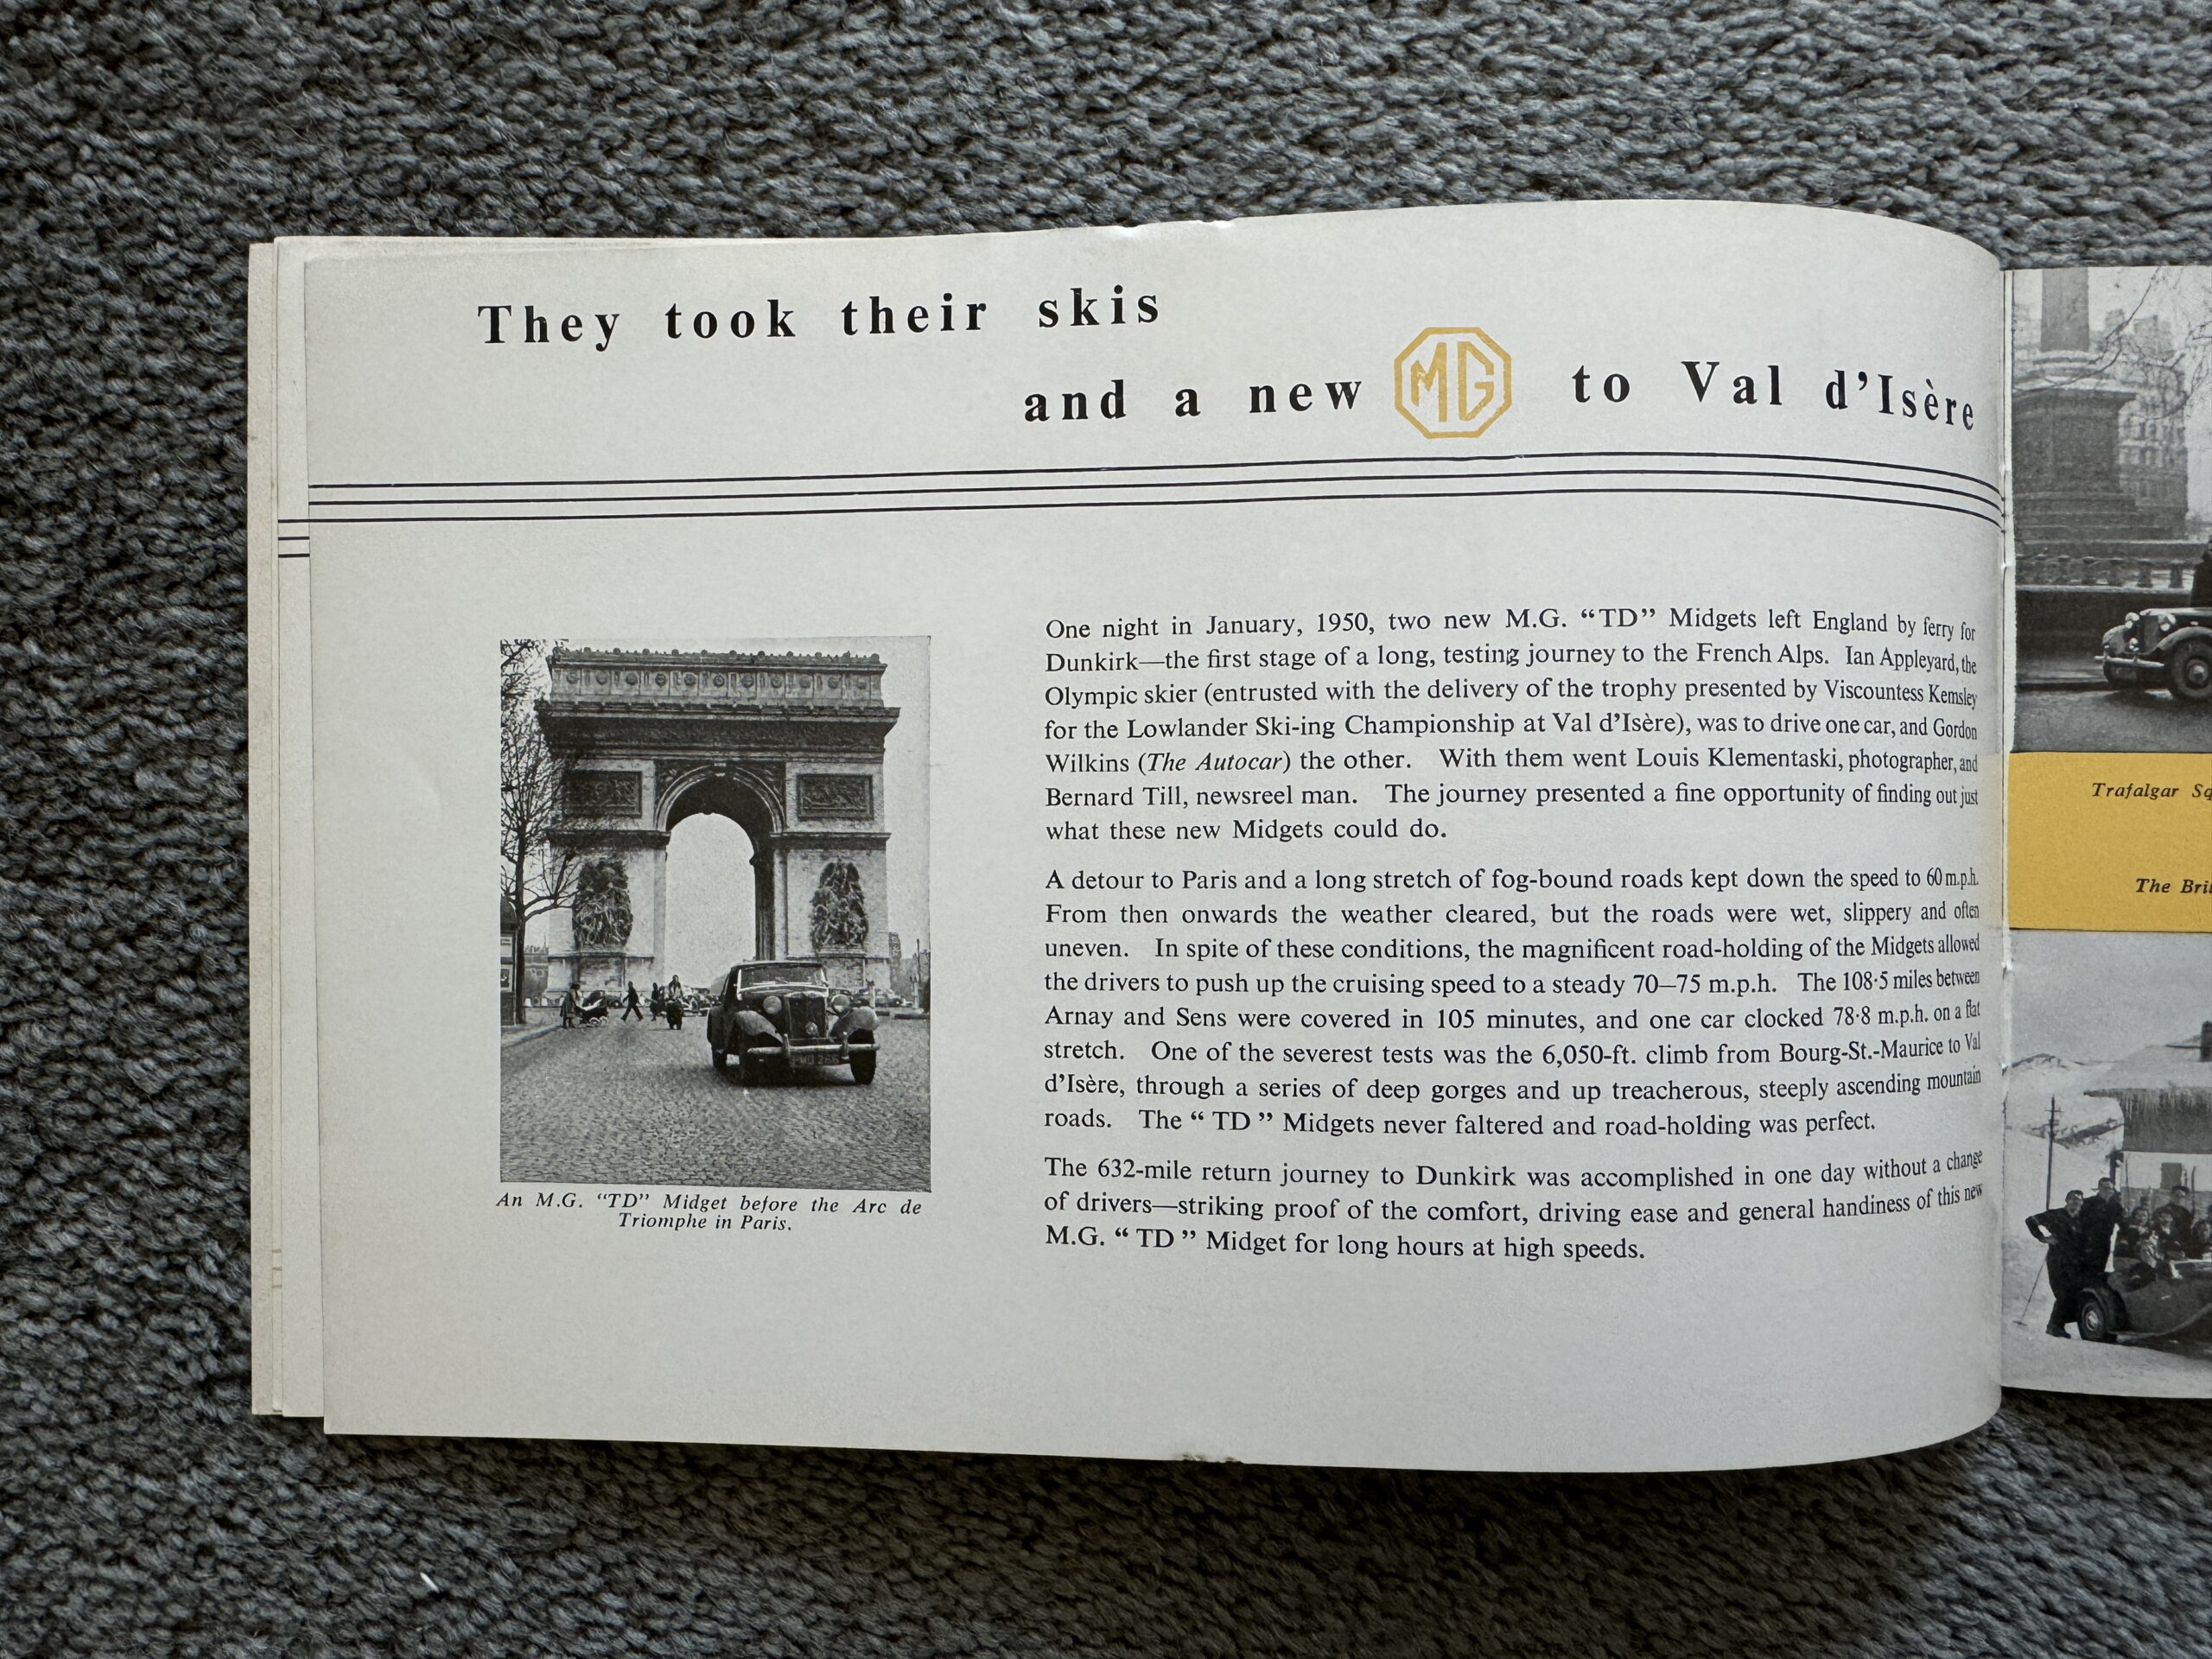 They took their skis
and a new MG to Val d'Isère
One night in January, 1950, two new M.G. “TD” Midgets left England by ferry for
Dunkirk—the first stage of a long, testing journey to the French Alps. Ian Appleyard, the
Olympic skier (entrusted with the delivery of the trophy presented by Viscountess Kemsley
for the Lowlander Ski-ing Championship at Val d'Isère), was to drive one car, and Gordon
Wilkins (The Autocar) the other. With them went Louis Klementaski, photographer, and
Bernard Till, newsreel man. The journey presented a fine opportunity of finding out just
what these new Midgets could do.
A detour to Paris and a long stretch of fog-bound roads kept down the speed to 60 m.p.h.
From then onwards the weather cleared, but the roads were wet, slippery and often
uneven. In spite of these conditions, the magnificent road-holding of the Midgets allowed
the drivers to push up the cruising speed to a steady 70–75 m.p.h. The 108·5 miles between
Arnay and Sens were covered in 105 minutes, and one car clocked 78·8 m.p.h. on a flat
stretch. One of the severest tests was the 6,050-ft. climb from Bourg-St.-Maurice to Val
d'Isère, through a series of deep gorges and up treacherous, steeply ascending mountain
roads. The “ TD ” Midgets never faltered and road-holding was perfect.
The 632-mile return journey to Dunkirk was accomplished in one day without a change
of drivers—striking proof of the comfort, driving ease and general handiness of this new
M.G. “ TD ” Midget for long hours at high speeds.
An M.G. “TD” Midget before the Arc de
Triomphe in Paris.
Trafalgar
The